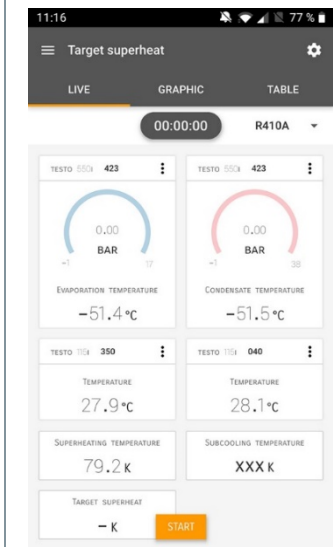 11:16 77 %
Target superheat
LIVE GRAPHIC TABLE
00:00:00 R410A
TESTO 550i 423 TESTO 550i 423
0.00 0.00
BAR BAR
-1 17 -1 38
EVAPORATION TEMPERATURE CONDENSATE TEMPERATURE
-51.4°C -51.5°C
TESTO 115i 350 TESTO 115i 040
TEMPERATURE TEMPERATURE
27.9°C 28.1°C
SUPERHEATING TEMPERATURE SUBCOOLING TEMPERATURE
79.2 K XXX K
TARGET SUPERHEAT
– K START